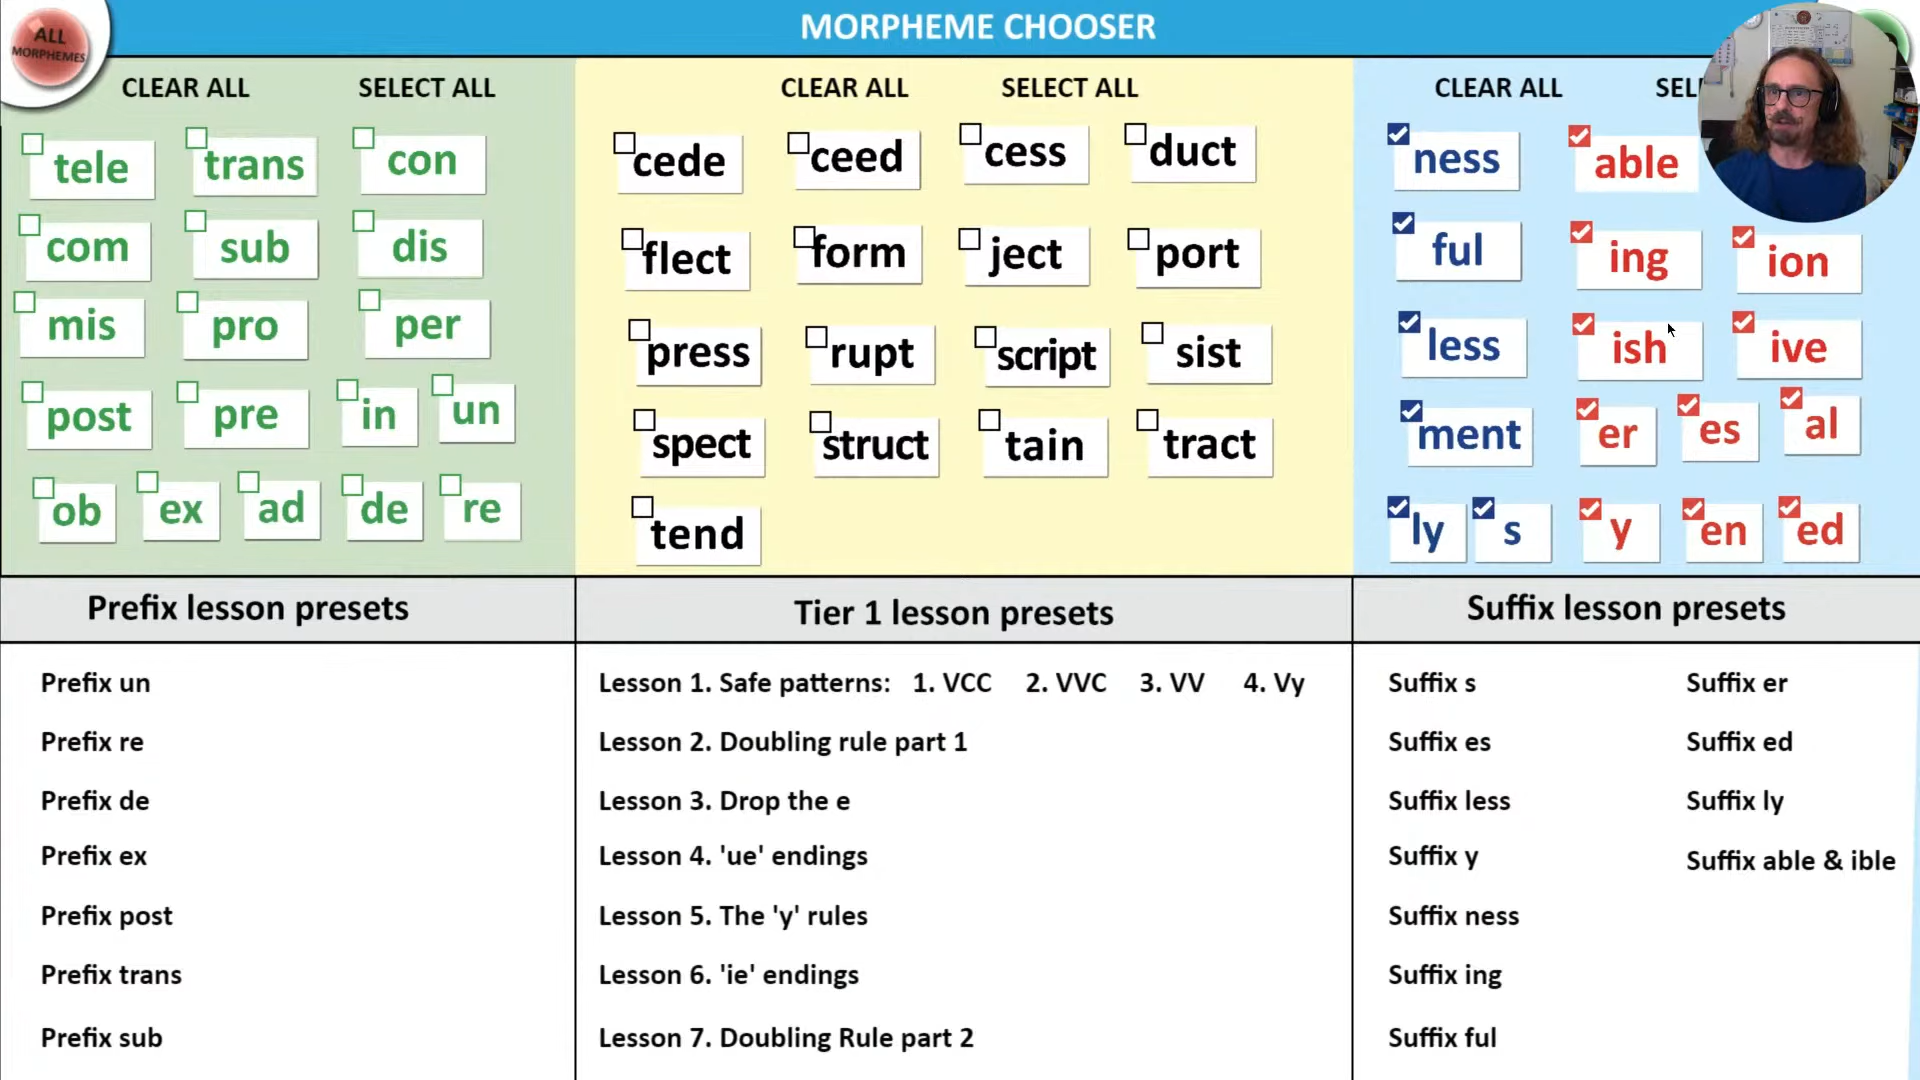 MORPHEME CHOOSER
ALL
MORPHEMES
CLEAR ALL SELECT ALL
tele trans con
com sub dis
mis pro per
post pre in un
ob ex ad de re
CLEAR ALL SELECT ALL
cede ceed cess duct
flect form ject port
press rupt script sist
spect struct tain tract
tend
CLEAR ALL
ness able
ful ing ion
less ish ive
ment er es al
ly s y en ed
Prefix lesson presets
Prefix un
Prefix re
Prefix de
Prefix ex
Prefix post
Prefix trans
Prefix sub
Tier 1 lesson presets
Lesson 1. Safe patterns: 1. VCC 2. VVC 3. VV 4. Vy
Lesson 2. Doubling rule part 1
Lesson 3. Drop the e
Lesson 4. 'ue' endings
Lesson 5. The 'y' rules
Lesson 6. 'ie' endings
Lesson 7. Doubling Rule part 2
Suffix lesson presets
Suffix s
Suffix es
Suffix less
Suffix y
Suffix ness
Suffix ing
Suffix ful
Suffix er
Suffix ed
Suffix ly
Suffix able & ible